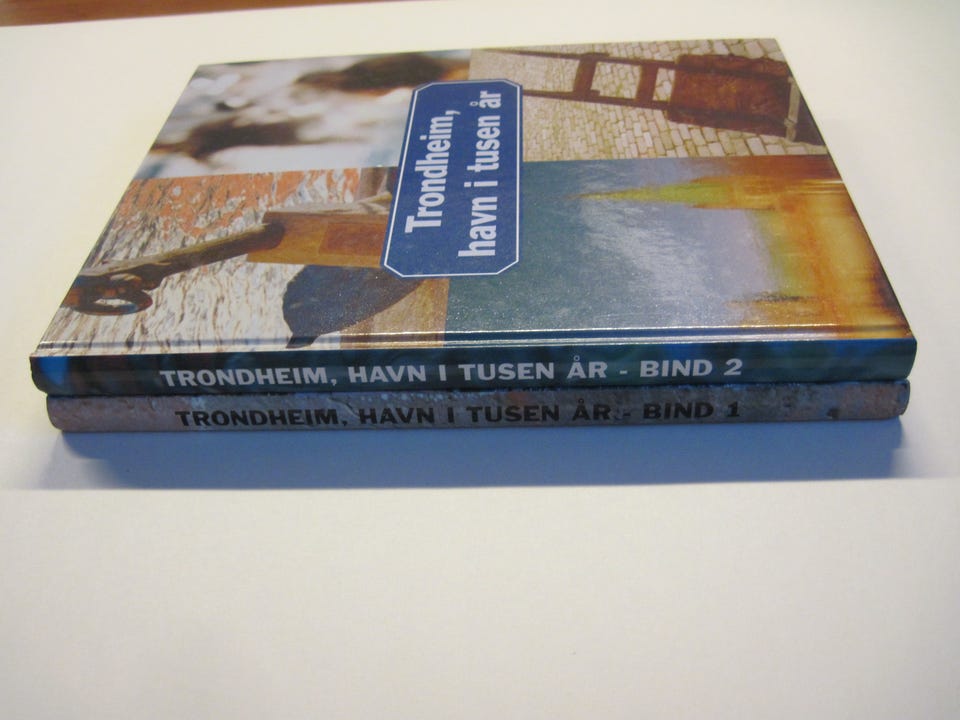 Trondheim,
havn i tusen år
TRONDHEIM, HAVN I TUSEN ÅR - BIND 2
TRONDHEIM, HAVN I TUSEN ÅR - BIND 1